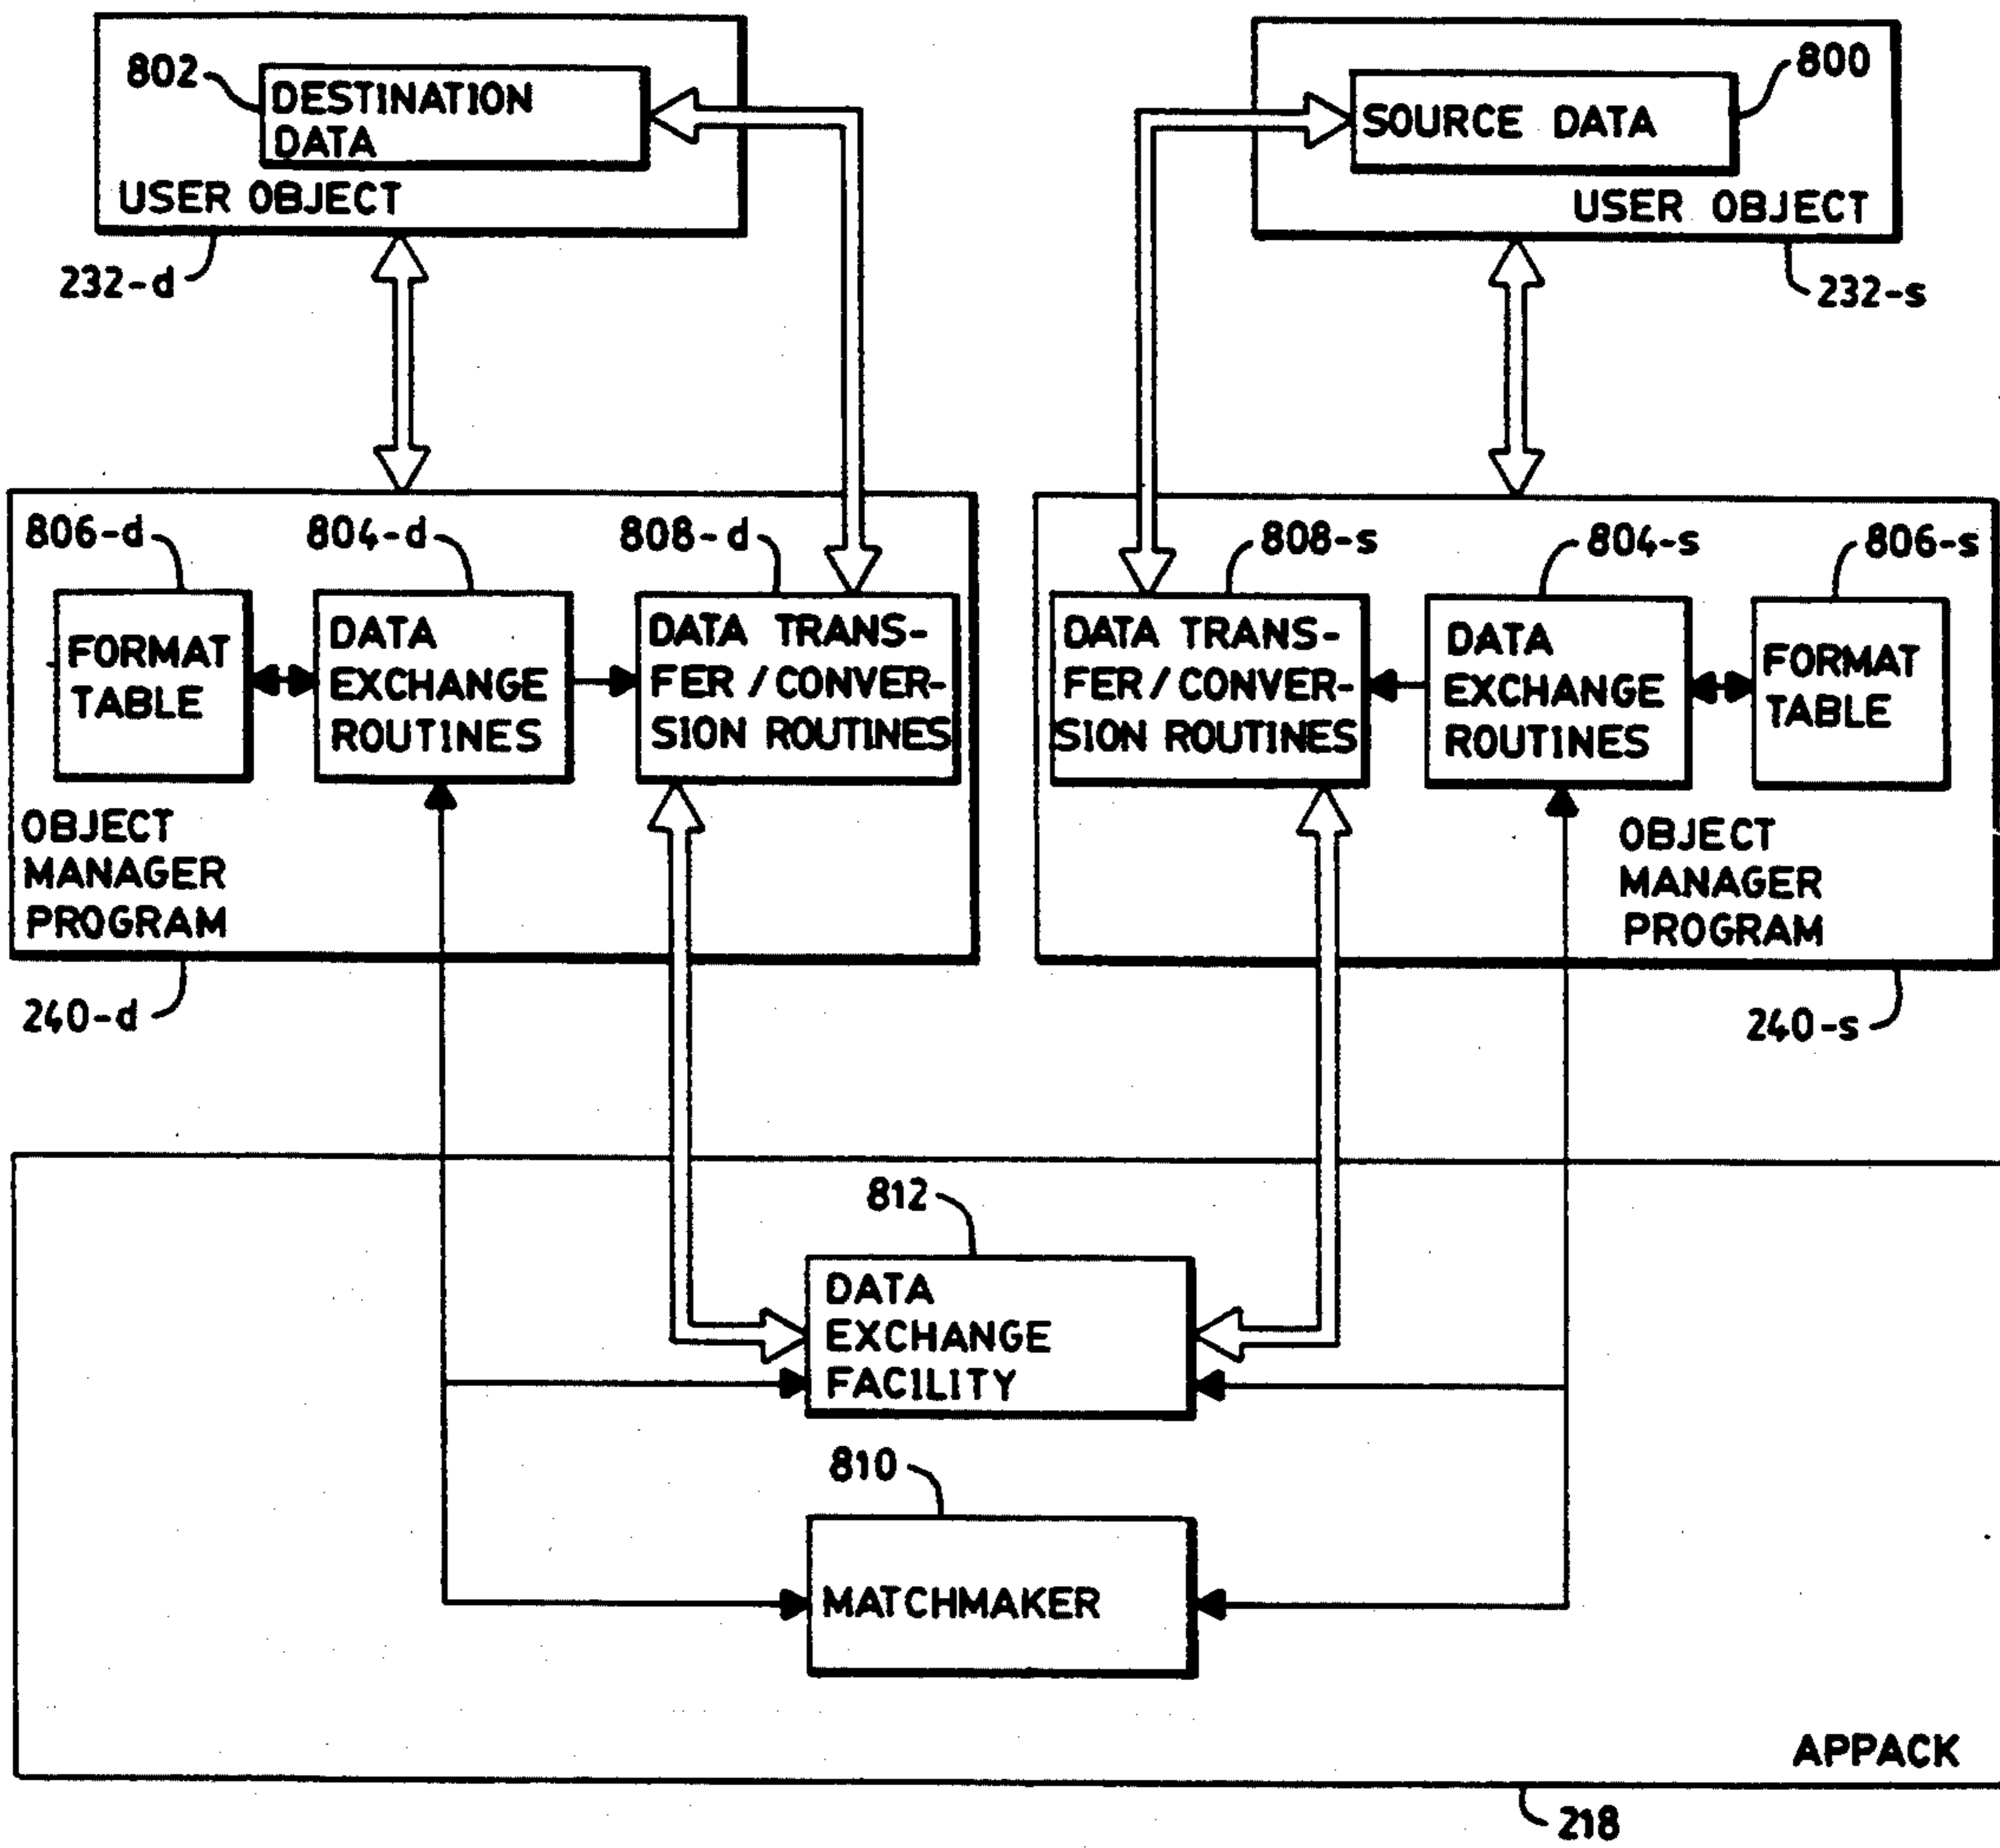 802
DESTINATION
DATA
USER OBJECT
232-d
800
SOURCE DATA
USER OBJECT
232-s
806-d
804-d
808-d
FORMAT
TABLE
DATA
EXCHANGE
ROUTINES
DATA TRANS-
FER / CONVER-
SION ROUTINES
OBJECT
MANAGER
PROGRAM
240-d
808-s
804-s
806-s
DATA TRANS-
FER / CONVER-
SION ROUTINES
DATA
EXCHANGE
ROUTINES
FORMAT
TABLE
OBJECT
MANAGER
PROGRAM
240-s
812
DATA
EXCHANGE
FACILITY
810
MATCHMAKER
APPACK
218